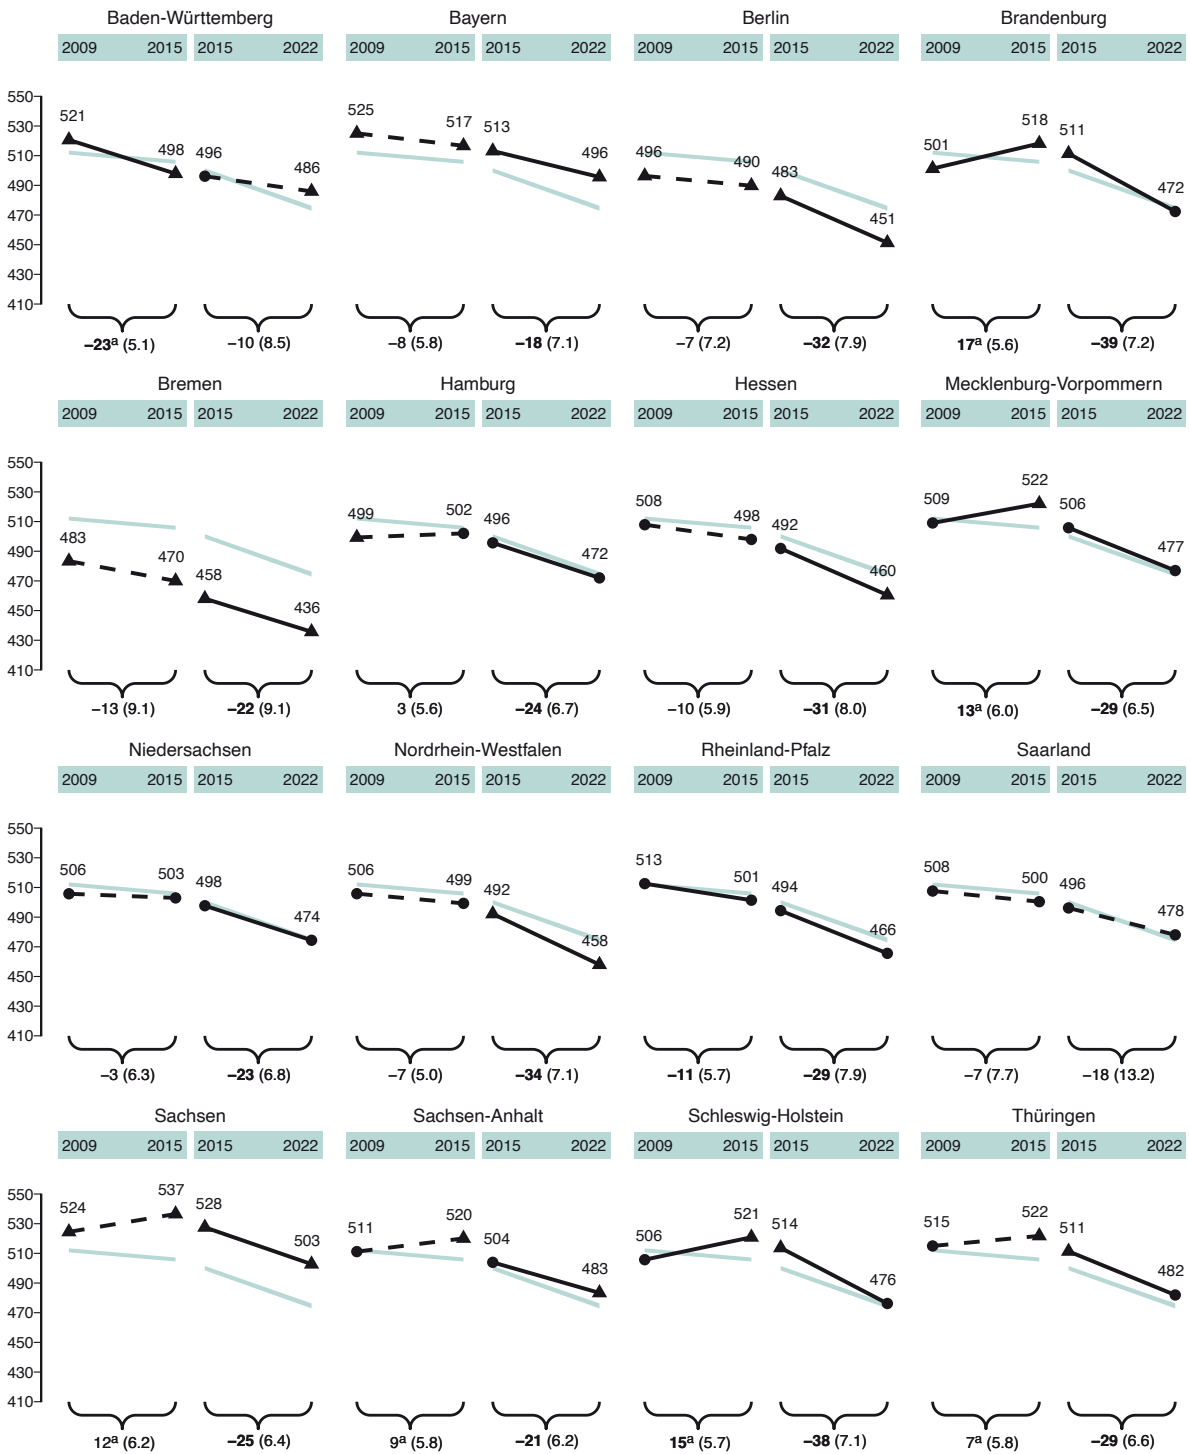 Baden-Württemberg Bayern Berlin Brandenburg
2009 2015 2015 2022 2009 2015 2015 2022 2009 2015 2015 2022 2009 2015 2015 2022
550
530
510
490
470
450
430
410
521 498 496 486
525 517 513 496
496 490 483 451
501 518 511 472
–23a (5.1) –10 (8.5) –8 (5.8) –18 (7.1) –7 (7.2) –32 (7.9) 17a (5.6) –39 (7.2)
Bremen Hamburg Hessen Mecklenburg-Vorpommern
2009 2015 2015 2022 2009 2015 2015 2022 2009 2015 2015 2022 2009 2015 2015 2022
550
530
510
490
470
450
430
410
483 470 458 436
499 502 496 472
508 498 492 460
509 522 506 477
–13 (9.1) –22 (9.1) 3 (5.6) –24 (6.7) –10 (5.9) –31 (8.0) 13a (6.0) –29 (6.5)
Niedersachsen Nordrhein-Westfalen Rheinland-Pfalz Saarland
2009 2015 2015 2022 2009 2015 2015 2022 2009 2015 2015 2022 2009 2015 2015 2022
550
530
510
490
470
450
430
410
506 503 498 474
506 499 492 458
513 501 494 466
508 500 496 478
–3 (6.3) –23 (6.8) –7 (5.0) –34 (7.1) –11 (5.7) –29 (7.9) –7 (7.7) –18 (13.2)
Sachsen Sachsen-Anhalt Schleswig-Holstein Thüringen
2009 2015 2015 2022 2009 2015 2015 2022 2009 2015 2015 2022 2009 2015 2015 2022
550
530
510
490
470
450
430
410
524 537 528 503
511 520 504 483
506 521 514 476
515 522 511 482
12a (6.2) –25 (6.4) 9a (5.8) –21 (6.2) 15a (5.7) –38 (7.1) 7a (5.8) –29 (6.6)